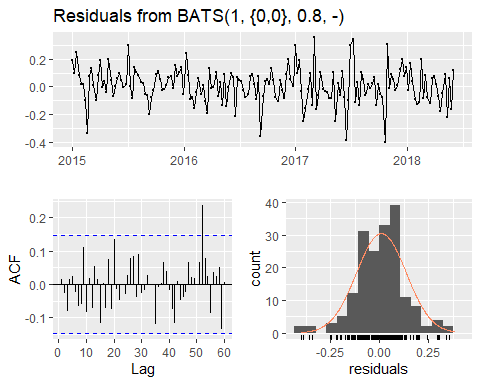 Residuals from BATS(1, {0,0}, 0.8, -)
0.2
0.0
-0.2
-0.4
2015 2016 2017 2018
0.2
0.1
0.0
-0.1
ACF
0 10 20 30 40 50 60
Lag
40
30
20
10
0
count
-0.25 0.00 0.25
residuals